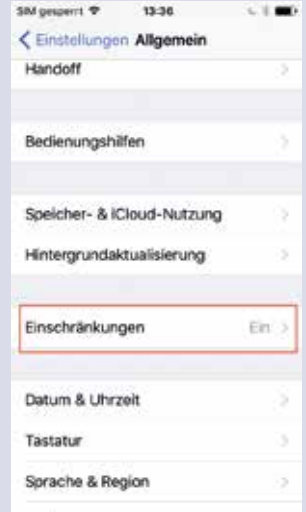 SIM gesperrt 13:36
Einstellungen Allgemein
Handoff
Bedienungshilfen
Speicher- & iCloud-Nutzung
Hintergrundaktualisierung
Einschränkungen Ein
Datum & Uhrzeit
Tastatur
Sprache & Region